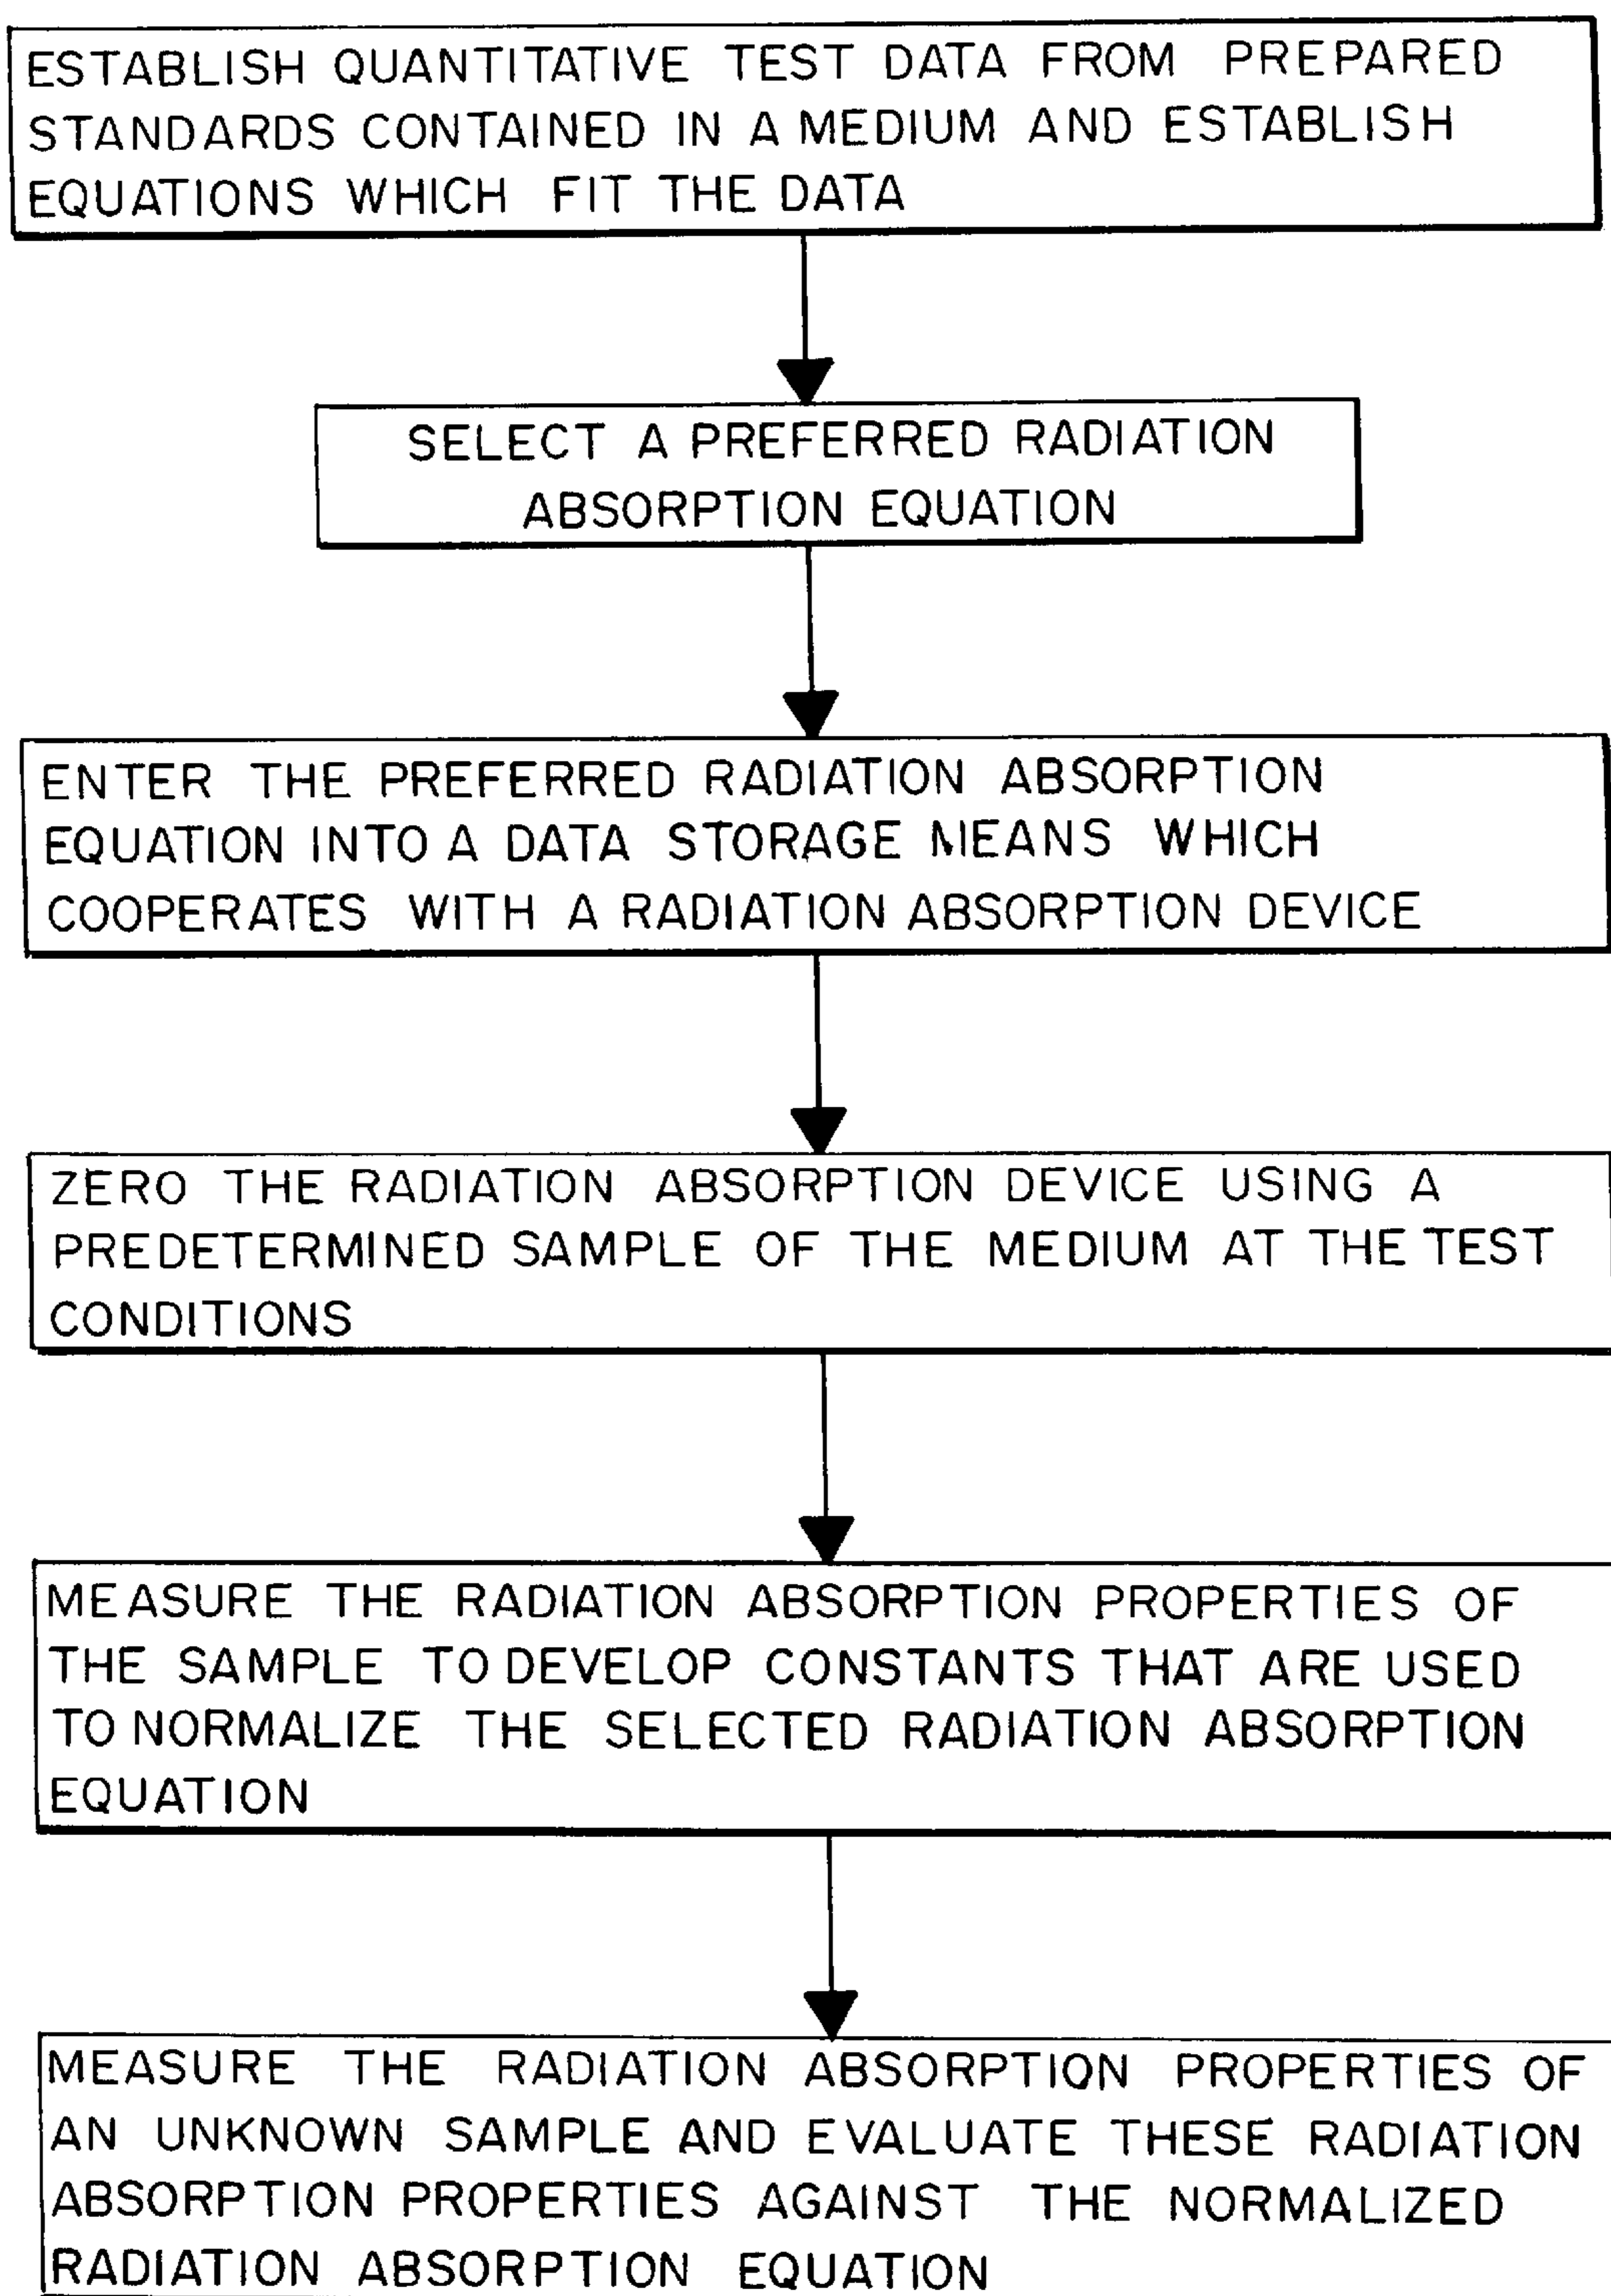 ESTABLISH QUANTITATIVE TEST DATA FROM PREPARED
STANDARDS CONTAINED IN A MEDIUM AND ESTABLISH
EQUATIONS WHICH FIT THE DATA
SELECT A PREFERRED RADIATION
ABSORPTION EQUATION
ENTER THE PREFERRED RADIATION ABSORPTION
EQUATION INTO A DATA STORAGE MEANS WHICH
COOPERATES WITH A RADIATION ABSORPTION DEVICE
ZERO THE RADIATION ABSORPTION DEVICE USING A
PREDETERMINED SAMPLE OF THE MEDIUM AT THE TEST
CONDITIONS
MEASURE THE RADIATION ABSORPTION PROPERTIES OF
THE SAMPLE TO DEVELOP CONSTANTS THAT ARE USED
TO NORMALIZE THE SELECTED RADIATION ABSORPTION
EQUATION
MEASURE THE RADIATION ABSORPTION PROPERTIES OF
AN UNKNOWN SAMPLE AND EVALUATE THESE RADIATION
ABSORPTION PROPERTIES AGAINST THE NORMALIZED
RADIATION ABSORPTION EQUATION